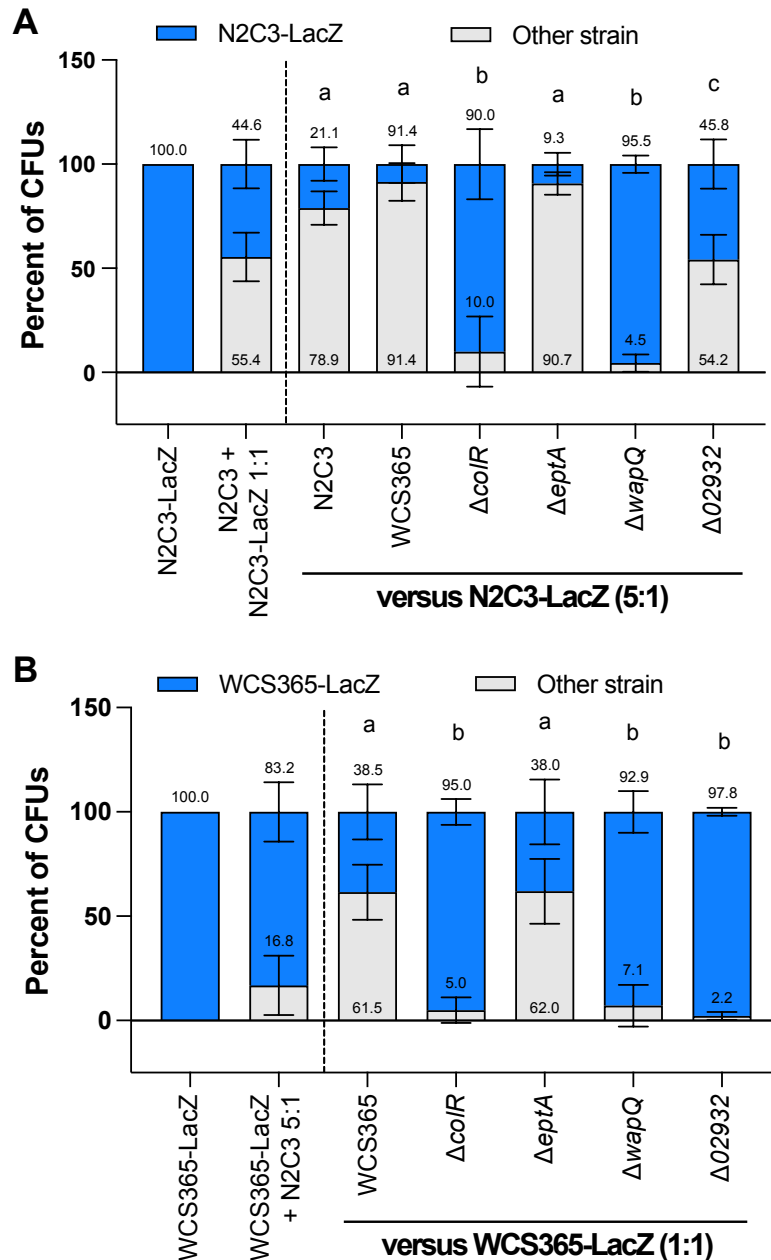 A
N2C3-LacZ
Other strain
Percent of CFUs
150
100
50
0
a a b a b c
100.0 44.6 21.1 91.4 90.0 9.3 95.5 45.8
55.4 78.9 91.4 10.0 90.7 4.5 54.2
N2C3-LacZ
N2C3 +
N2C3-LacZ 1:1
N2C3
WCS365
ΔcolR
ΔeptA
ΔwapQ
Δ02932
versus N2C3-LacZ (5:1)
B
WCS365-LacZ
Other strain
Percent of CFUs
150
100
50
0
a b a b b
100.0 83.2 38.5 95.0 38.0 92.9 97.8
16.8 61.5 5.0 62.0 7.1 2.2
WCS365-LacZ
WCS365-LacZ
+ N2C3 5:1
WCS365
ΔcolR
ΔeptA
ΔwapQ
Δ02932
versus WCS365-LacZ (1:1)